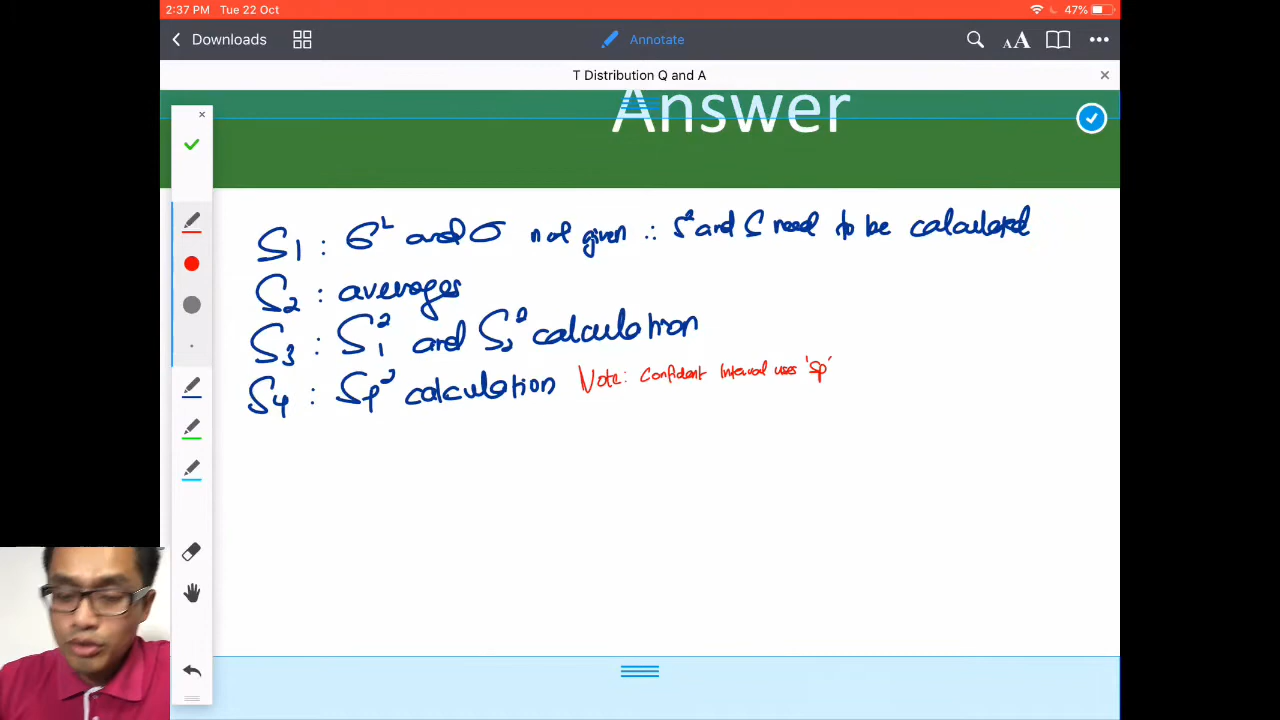 2:37 PM Tue 22 Oct
47%
Downloads
Annotate
AA
T Distribution Q and A
Answer
S1 : σ² and σ not given ∴ s² and s need to be calculated
S2 : averages
S3 : S₁² and S₂² calculation
S4 : Sp² calculation Note: Confident Interval uses 'Sp'